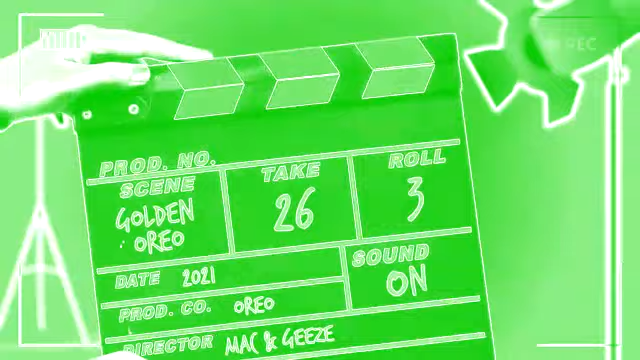 REC
PROD. NO.
SCENE TAKE ROLL
GOLDEN OREO 26 3
DATE 2021 SOUND
PROD. CO. OREO ON
DIRECTOR MAC & GEEZE